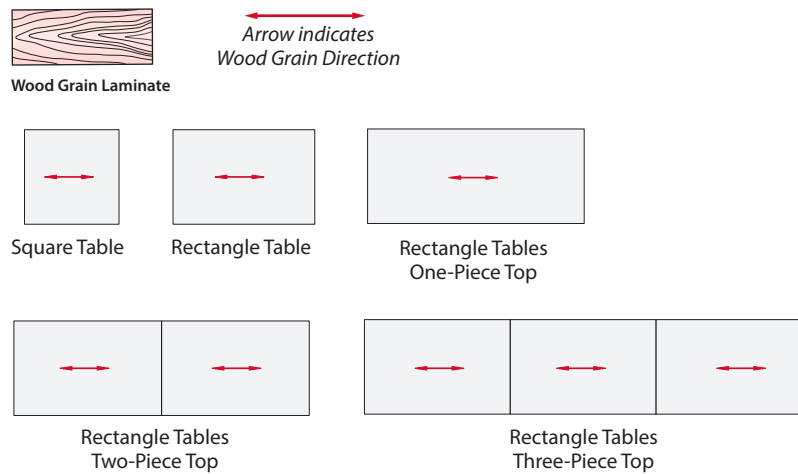 Arrow indicates
Wood Grain Direction
Wood Grain Laminate
Square Table
Rectangle Table
Rectangle Tables
One-Piece Top
Rectangle Tables
Two-Piece Top
Rectangle Tables
Three-Piece Top